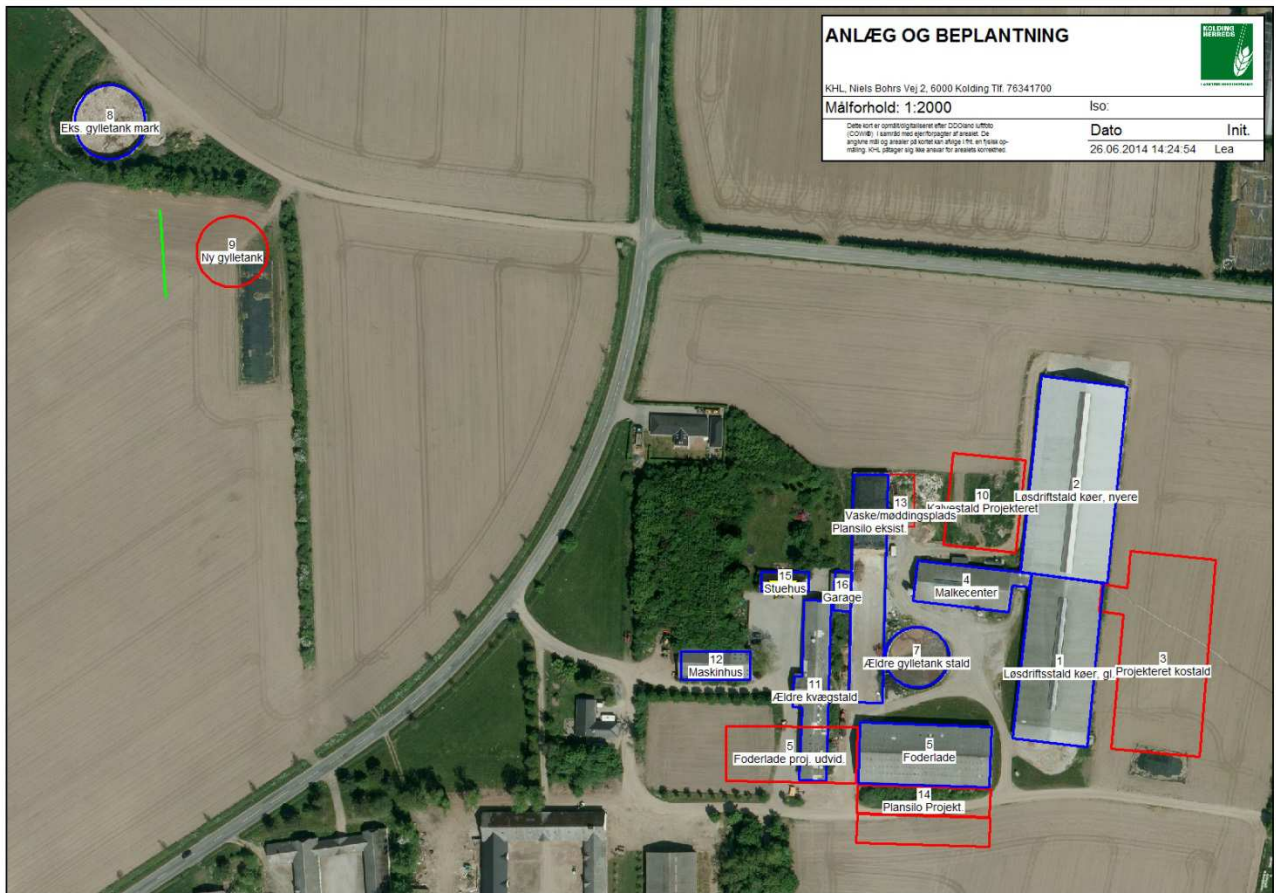 ANLÆG OG BEPLANTNING
KOLDING
HERREDS
KHL, Niels Bohrs Vej 2, 6000 Kolding Tlf. 76341700
Målforhold: 1:2000
Iso:
Dato
Init.
26.06.2014 14:24:54
Lea
8
Eks. gylletank mark
9
Ny gylletank
2
Løsdriftstald køer, nyere
10
Kalvestald Projekteret
13
Vaske/møddingsplads
Plansilo eksist.
15
Stuehus
16
Garage
4
Malkecenter
7
Ældre gylletank stald
12
Maskinhus
11
Ældre kvægstald
1
Løsdriftsstald køer, gl.
3
Projekteret kostald
5
Foderlade proj. udvid.
5
Foderlade
14
Plansilo Projekt.